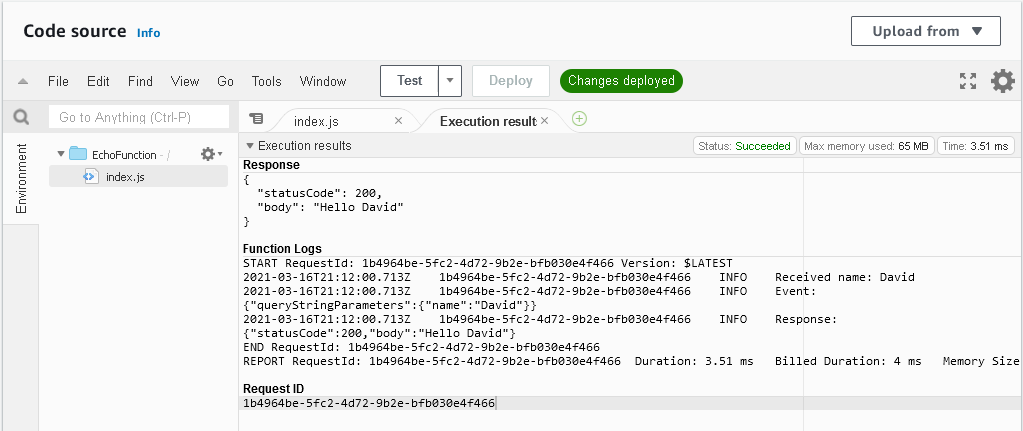 Code source Info
Upload from
File Edit Find View Go Tools Window Test Deploy Changes deployed
Go to Anything (Ctrl-P)
index.js Execution results
Environment
EchoFunction - /
index.js
Execution results Status: Succeeded Max memory used: 65 MB Time: 3.51 ms
Response
{
"statusCode": 200,
"body": "Hello David"
}
Function Logs
START RequestId: 1b4964be-5fc2-4d72-9b2e-bfb030e4f466 Version: $LATEST
2021-03-16T21:12:00.713Z 1b4964be-5fc2-4d72-9b2e-bfb030e4f466 INFO Received name: David
2021-03-16T21:12:00.713Z 1b4964be-5fc2-4d72-9b2e-bfb030e4f466 INFO Event:
{"queryStringParameters":{"name":"David"}}
2021-03-16T21:12:00.713Z 1b4964be-5fc2-4d72-9b2e-bfb030e4f466 INFO Response:
{"statusCode":200,"body":"Hello David"}
END RequestId: 1b4964be-5fc2-4d72-9b2e-bfb030e4f466
REPORT RequestId: 1b4964be-5fc2-4d72-9b2e-bfb030e4f466 Duration: 3.51 ms Billed Duration: 4 ms Memory Size
Request ID
1b4964be-5fc2-4d72-9b2e-bfb030e4f466